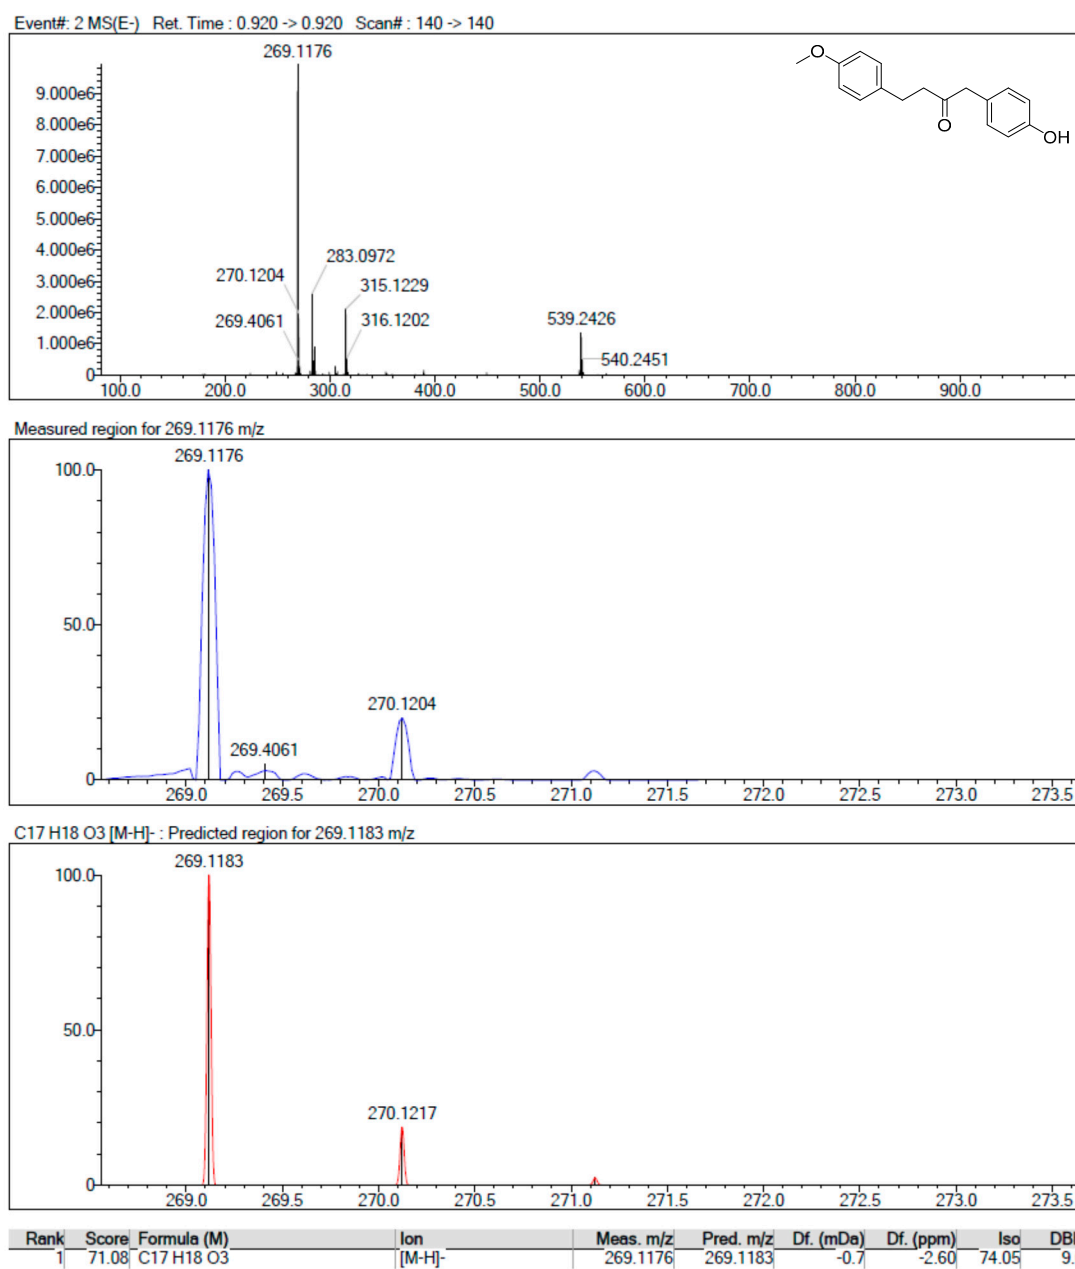 Event#: 2 MS(E-) Ret. Time : 0.920 -> 0.920 Scan# : 140 -> 140
269.1176
9.000e6
8.000e6
7.000e6
6.000e6
5.000e6
4.000e6
3.000e6
2.000e6
1.000e6
0
270.1204
269.4061
283.0972
315.1229
316.1202
539.2426
540.2451
O
O
OH
100.0 200.0 300.0 400.0 500.0 600.0 700.0 800.0 900.0
Measured region for 269.1176 m/z
269.1176
100.0
50.0
270.1204
269.4061
0
269.0 269.5 270.0 270.5 271.0 271.5 272.0 272.5 273.0 273.5
C17 H18 O3 [M-H]- : Predicted region for 269.1183 m/z
269.1183
100.0
50.0
270.1217
0
269.0 269.5 270.0 270.5 271.0 271.5 272.0 272.5 273.0 273.5
Rank Score Formula (M) Ion Meas. m/z Pred. m/z Df. (mDa) Df. (ppm) Iso
1 71.08 C17 H18 O3 [M-H]- 269.1176 269.1183 -0.7 -2.60 74.05 9.